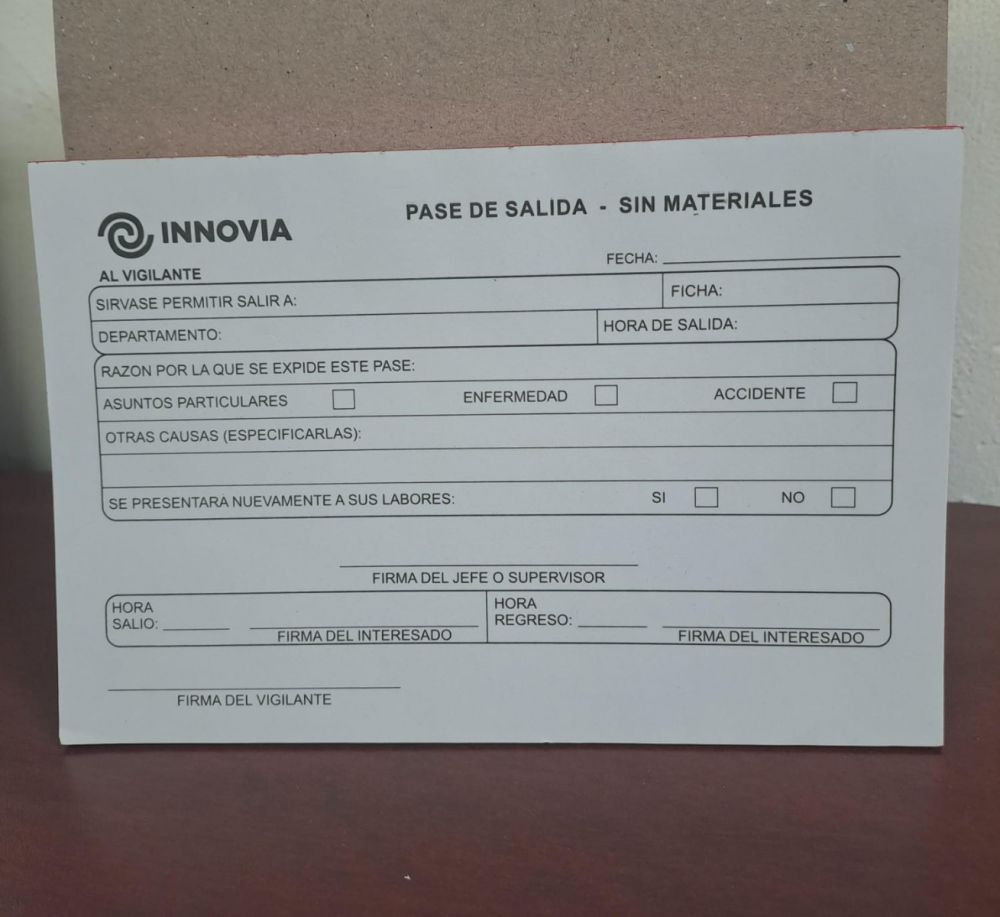 INNOVIA
PASE DE SALIDA - SIN MATERIALES
FECHA:
AL VIGILANTE
SIRVASE PERMITIR SALIR A:
FICHA:
DEPARTAMENTO:
HORA DE SALIDA:
RAZON POR LA QUE SE EXPIDE ESTE PASE:
ASUNTOS PARTICULARES ENFERMEDAD ACCIDENTE
OTRAS CAUSAS (ESPECIFICARLAS):
SE PRESENTARA NUEVAMENTE A SUS LABORES: SI NO
FIRMA DEL JEFE O SUPERVISOR
HORA
SALIO:
FIRMA DEL INTERESADO
HORA
REGRESO:
FIRMA DEL INTERESADO
FIRMA DEL VIGILANTE